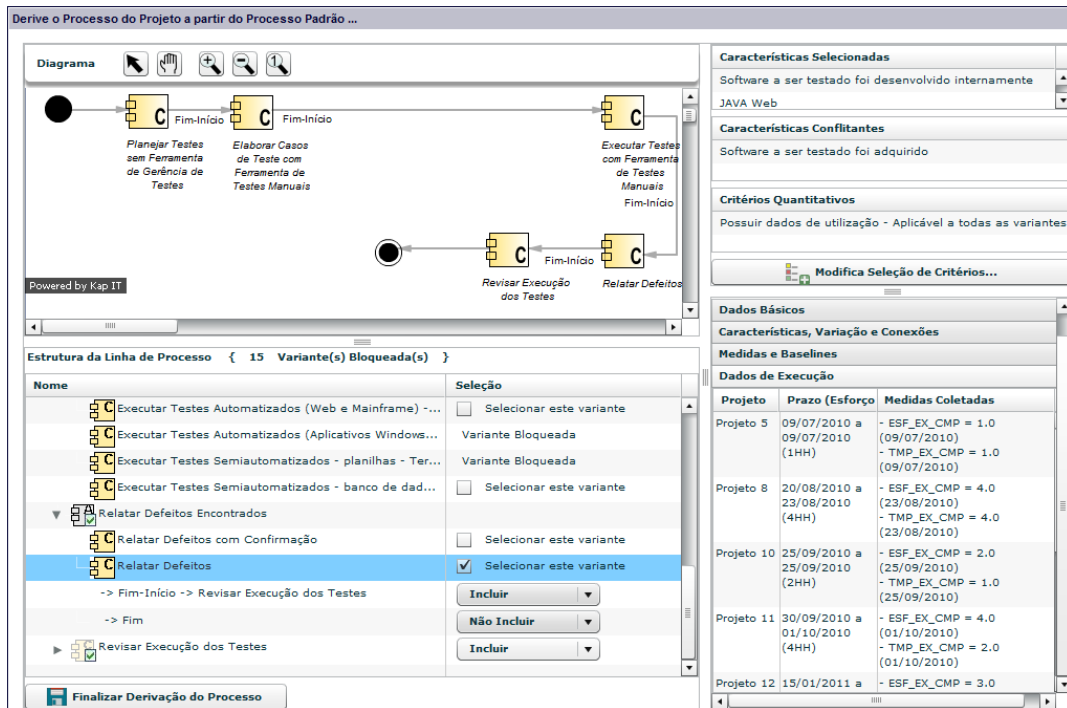 Derive o Processo do Projeto a partir do Processo Padrão ...
Diagrama
1
C
Fim-Início
C
Fim-Início
C
Planejar Testes
sem Ferramenta
de Gerência de
Testes
Elaborar Casos
de Teste com
Ferramenta de
Testes Manuais
Executar Testes
com Ferramenta
de Testes
Manuais
Fim-Início
C
Fim-Início
C
Revisar Execução
dos Testes
Relatar Defeitos
Powered by Kap IT
Estrutura da Linha de Processo { 15 Variante(s) Bloqueada(s) }
Nome Seleção
C Executar Testes Automatizados (Web e Mainframe) -... Selecionar este variante
C Executar Testes Automatizados (Aplicativos Windows... Variante Bloqueada
C Executar Testes Semiautomatizados - planilhas - Ter... Variante Bloqueada
C Executar Testes Semiautomatizados - banco de dad... Selecionar este variante
A Relatar Defeitos Encontrados
C Relatar Defeitos com Confirmação Selecionar este variante
C Relatar Defeitos Selecionar este variante
-> Fim-Início -> Revisar Execução dos Testes Incluir
-> Fim Não Incluir
C Revisar Execução dos Testes Incluir
Finalizar Derivação do Processo
Características Selecionadas
Software a ser testado foi desenvolvido internamente
JAVA Web
Características Conflitantes
Software a ser testado foi adquirido
Critérios Quantitativos
Possuir dados de utilização - Aplicável a todas as variantes
Modifica Seleção de Critérios...
Dados Básicos
Características, Variação e Conexões
Medidas e Baselines
Dados de Execução
Projeto Prazo (Esforço Medidas Coletadas
Projeto 5 09/07/2010 a - ESF_EX_CMP = 1.0
09/07/2010 (09/07/2010)
(1HH) - TMP_EX_CMP = 1.0
(09/07/2010)
Projeto 8 20/08/2010 a - ESF_EX_CMP = 4.0
23/08/2010 (23/08/2010)
(4HH) - TMP_EX_CMP = 4.0
(23/08/2010)
Projeto 10 25/09/2010 a - ESF_EX_CMP = 2.0
25/09/2010 (25/09/2010)
(2HH) - TMP_EX_CMP = 1.0
(25/09/2010)
Projeto 11 30/09/2010 a - ESF_EX_CMP = 4.0
01/10/2010 (01/10/2010)
(4HH) - TMP_EX_CMP = 2.0
(01/10/2010)
Projeto 12 15/01/2011 a - ESF_EX_CMP = 3.0